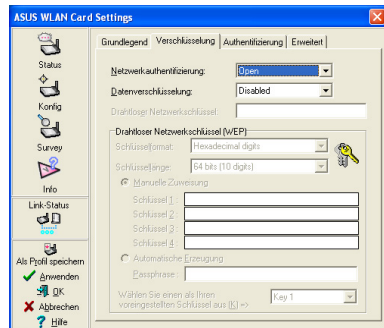 ASUS WLAN Card Settings
Status
Konfig
Survey
Info
Link-Status
Als Profil speichern
Anwenden
OK
Abbrechen
? Hilfe
Grundlegend Verschlüsselung Authentifizierung Erweitert
Netzwerkauthentifizierung: Open
Datenverschlüsselung: Disabled
Drahtloser Netzwerkschlüssel:
Drahtloser Netzwerkschlüssel (WEP)
Schlüsselformat: Hexadecimal digits
Schlüssellänge: 64 bits (10 digits)
Manuelle Zuweisung
Schlüssel 1 :
Schlüssel 2 :
Schlüssel 3 :
Schlüssel 4 :
Automatische Erzeugung
Passphrase :
Wählen Sie einen als Ihren
voreingestellten Schlüssel aus (K) => Key 1